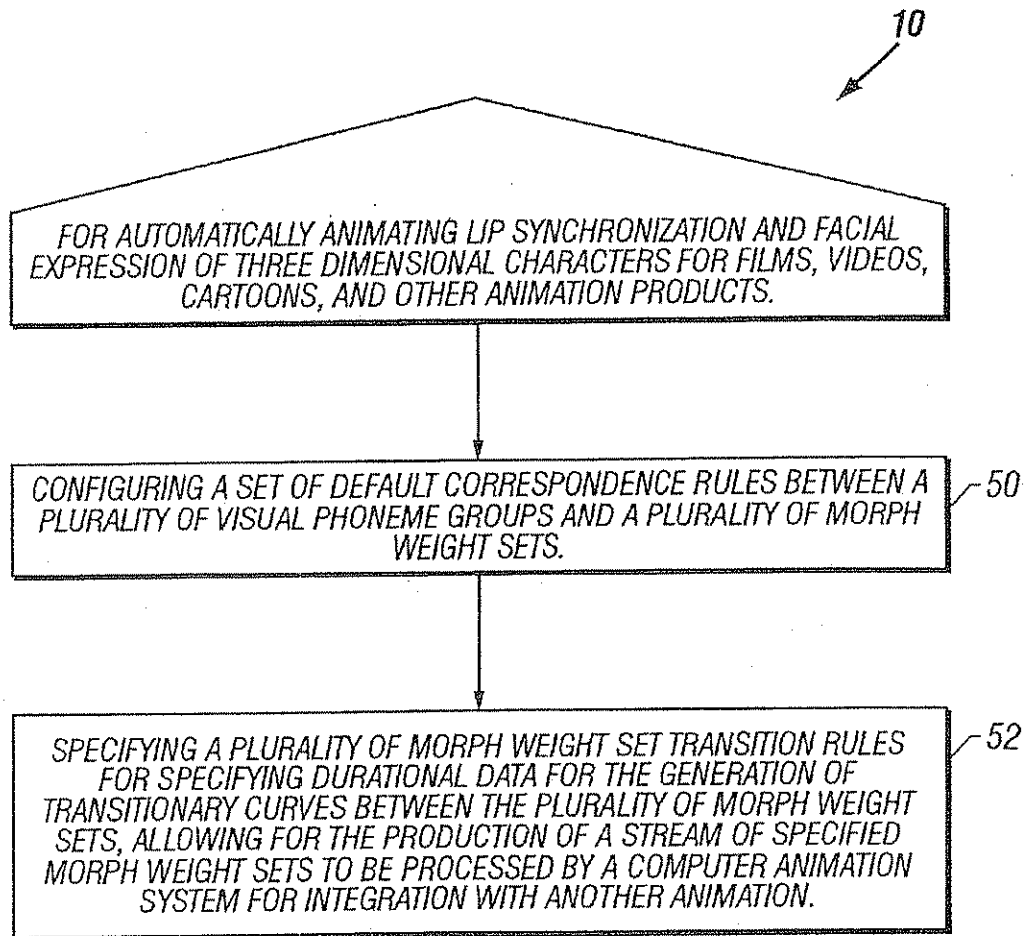 10
FOR AUTOMATICALLY ANIMATING LIP SYNCHRONIZATION AND FACIAL
EXPRESSION OF THREE DIMENSIONAL CHARACTERS FOR FILMS, VIDEOS,
CARTOONS, AND OTHER ANIMATION PRODUCTS.
CONFIGURING A SET OF DEFAULT CORRESPONDENCE RULES BETWEEN A
PLURALITY OF VISUAL PHONEME GROUPS AND A PLURALITY OF MORPH
WEIGHT SETS.
50
SPECIFYING A PLURALITY OF MORPH WEIGHT SET TRANSITION RULES
FOR SPECIFYING DURATIONAL DATA FOR THE GENERATION OF
TRANSITIONARY CURVES BETWEEN THE PLURALITY OF MORPH WEIGHT
SETS, ALLOWING FOR THE PRODUCTION OF A STREAM OF SPECIFIED
MORPH WEIGHT SETS TO BE PROCESSED BY A COMPUTER ANIMATION
SYSTEM FOR INTEGRATION WITH ANOTHER ANIMATION.
52